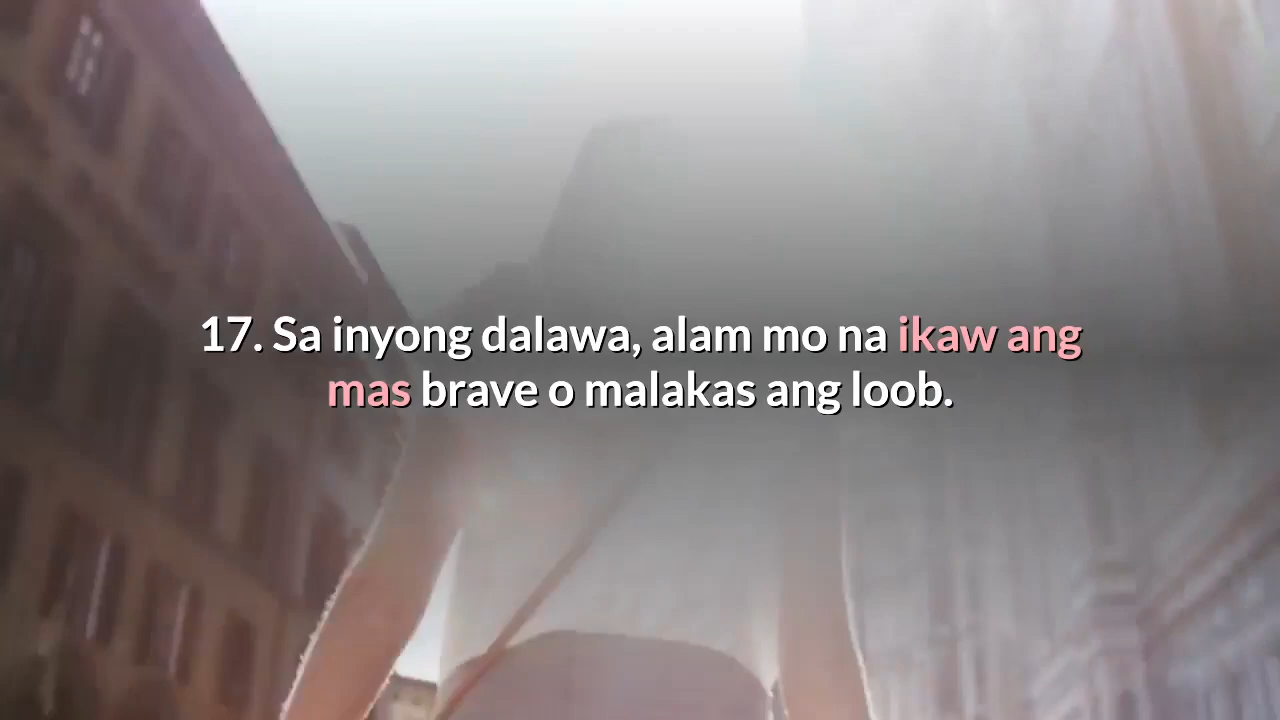 17. Sa inyong dalawa, alam mo na ikaw ang
mas brave o malakas ang loob.